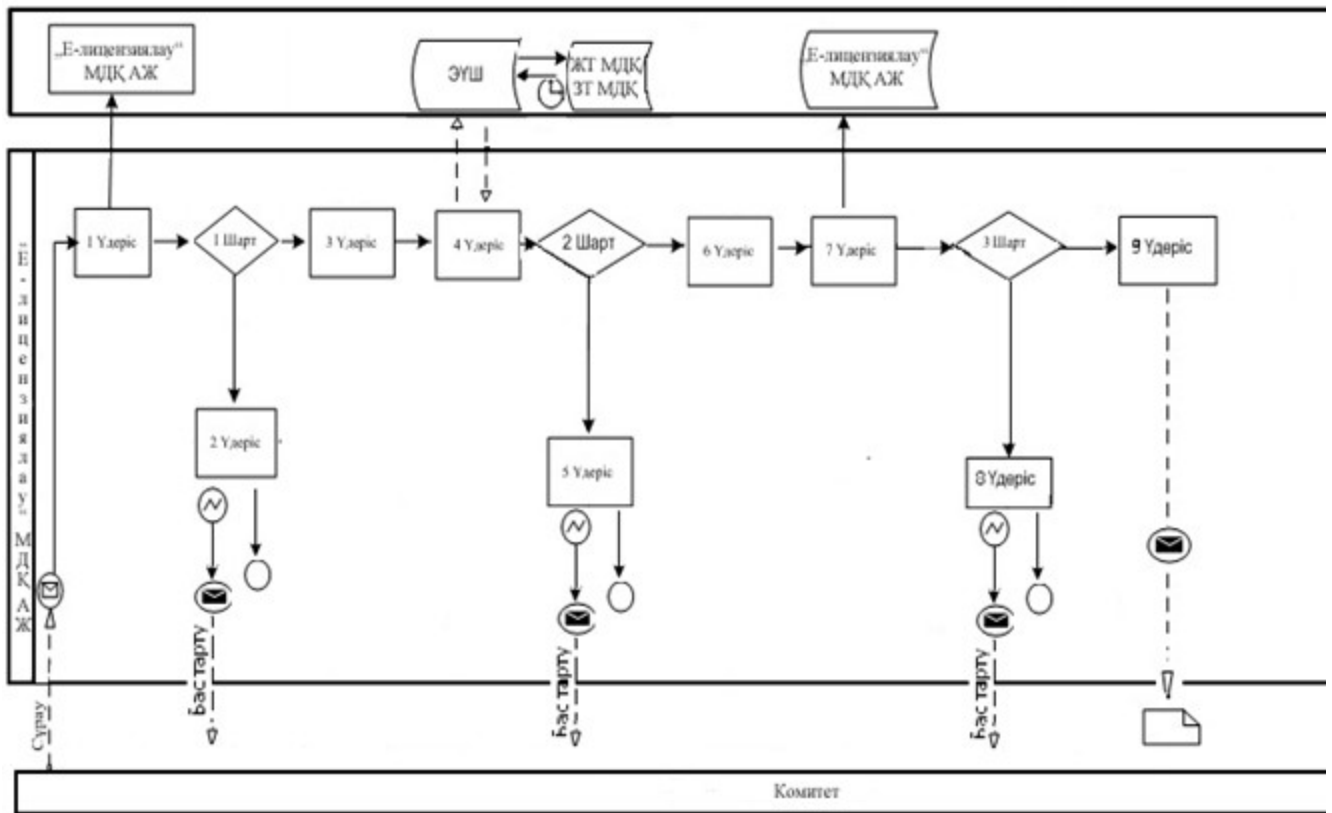 „Е-лицензиялау“
МДҚ АЖ
ЭҮШ
ЖТ МДҚ
ЗТ МДҚ
„Е-лицензиялау“
МДҚ АЖ
"Е-лицензиялау" МДҚ АЖ
1 Үдеріс
1 Шарт
3 Үдеріс
4 Үдеріс
2 Шарт
6 Үдеріс
7 Үдеріс
3 Шарт
9 Үдеріс
2 Үдеріс
5 Үдеріс
8 Үдеріс
Сұрау
Бас тарту
Бас тарту
Бас тарту
Комитет